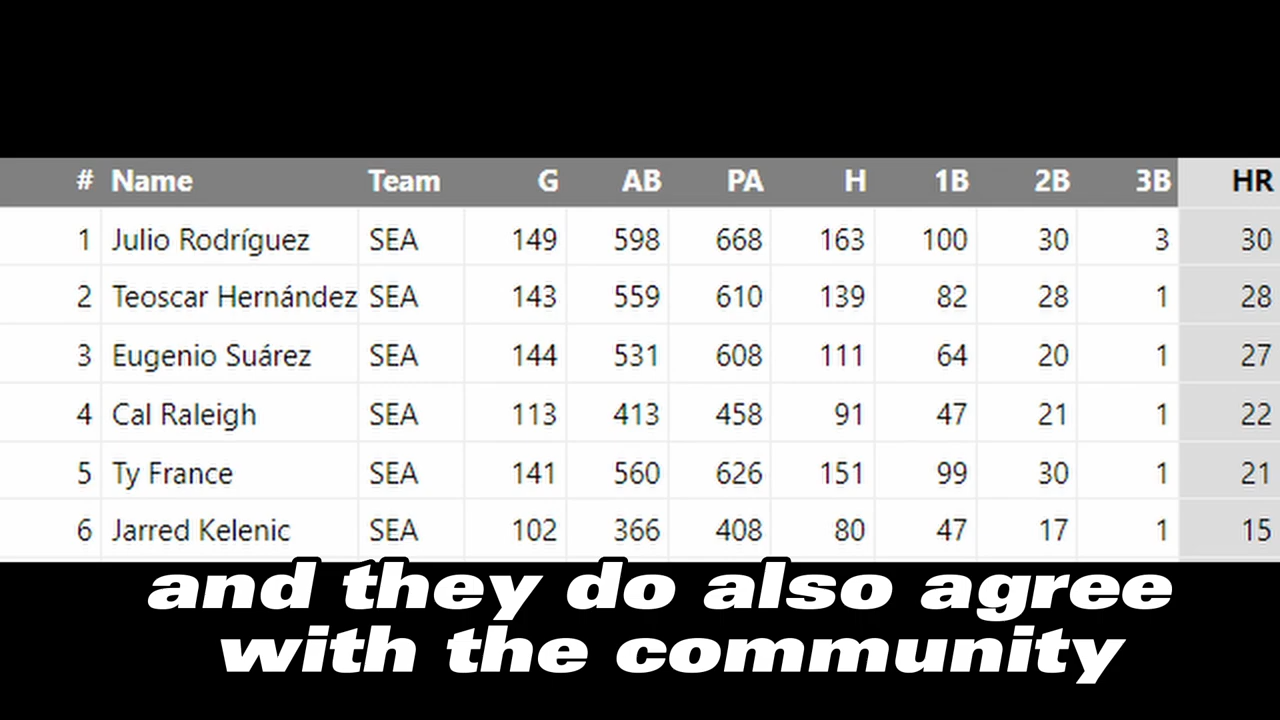 # Name Team G AB PA H 1B 2B 3B HR
1 Julio Rodríguez SEA 149 598 668 163 100 30 3 30
2 Teoscar Hernández SEA 143 559 610 139 82 28 1 28
3 Eugenio Suárez SEA 144 531 608 111 64 20 1 27
4 Cal Raleigh SEA 113 413 458 91 47 21 1 22
5 Ty France SEA 141 560 626 151 99 30 1 21
6 Jarred Kelenic SEA 102 366 408 80 47 17 1 15
and they do also agree
with the community